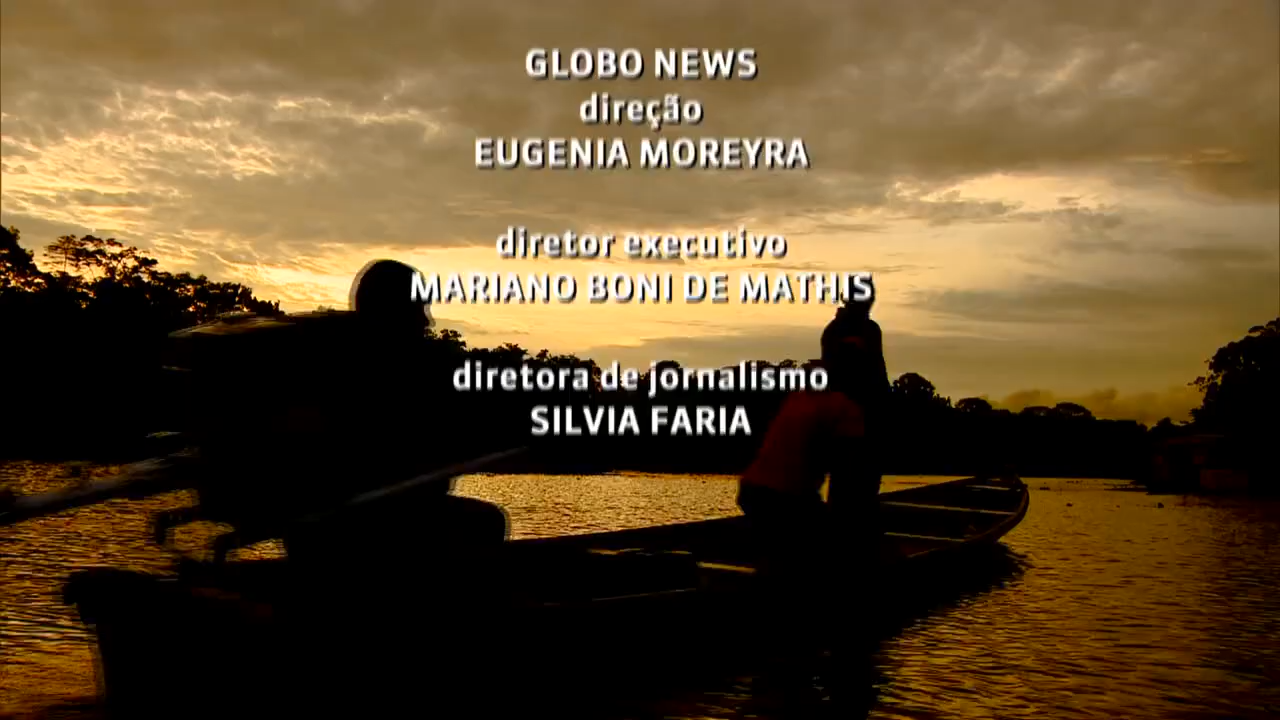 GLOBO NEWS
direção
EUGENIA MOREYRA
diretor executivo
MARIANO BONI DE MATHIS
diretora de jornalismo
SILVIA FARIA